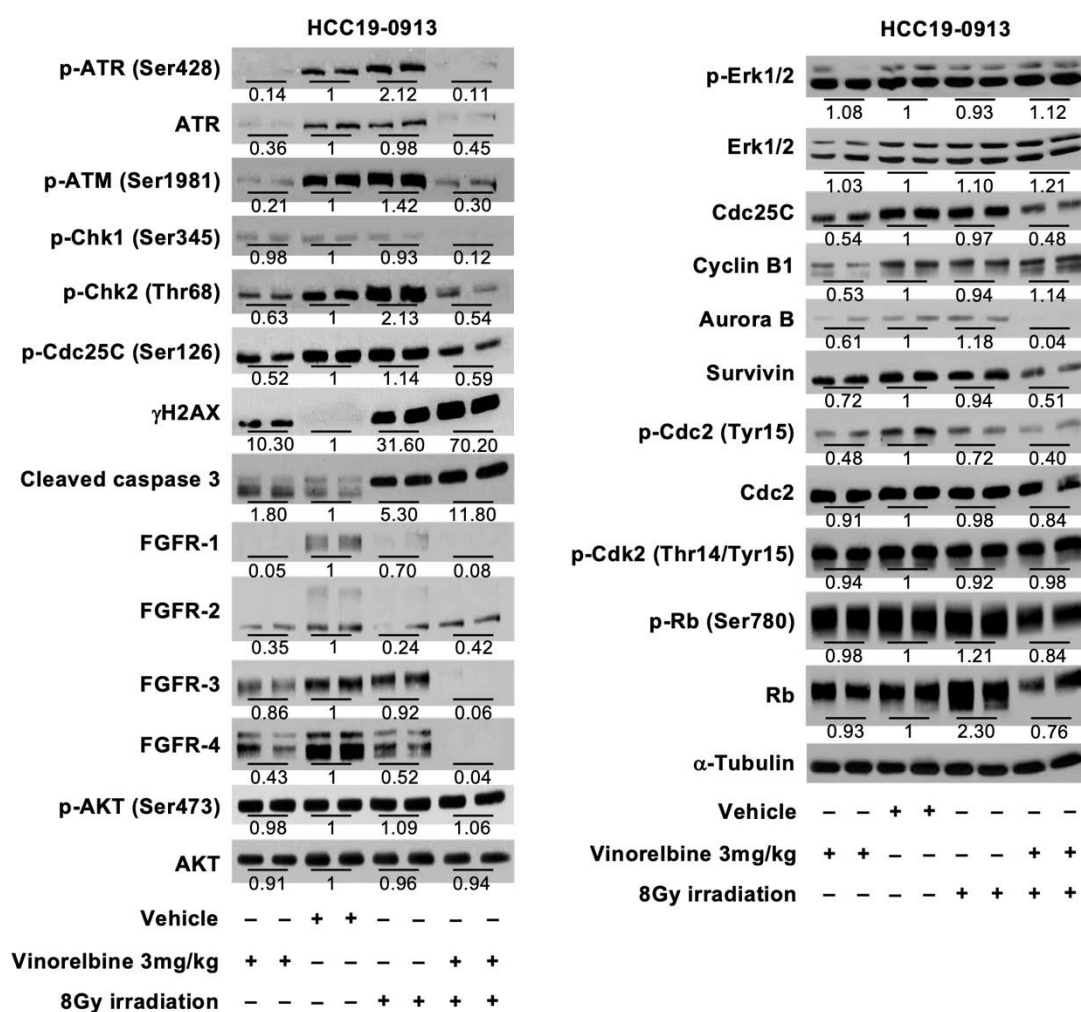 HCC19-0913
p-ATR (Ser428)
0.14 1 2.12 0.11
ATR
0.36 1 0.98 0.45
p-ATM (Ser1981)
0.21 1 1.42 0.30
p-Chk1 (Ser345)
0.98 1 0.93 0.12
p-Chk2 (Thr68)
0.63 1 2.13 0.54
p-Cdc25C (Ser126)
0.52 1 1.14 0.59
γH2AX
10.30 1 31.60 70.20
Cleaved caspase 3
1.80 1 5.30 11.80
FGFR-1
0.05 1 0.70 0.08
FGFR-2
0.35 1 0.24 0.42
FGFR-3
0.86 1 0.92 0.06
FGFR-4
0.43 1 0.52 0.04
p-AKT (Ser473)
0.98 1 1.09 1.06
AKT
0.91 1 0.96 0.94
Vehicle – – + + – – – –
Vinorelbine 3mg/kg + + – – – – + +
8Gy irradiation – – – – + + + +
HCC19-0913
p-Erk1/2
1.08 1 0.93 1.12
Erk1/2
1.03 1 1.10 1.21
Cdc25C
0.54 1 0.97 0.48
Cyclin B1
0.53 1 0.94 1.14
Aurora B
0.61 1 1.18 0.04
Survivin
0.72 1 0.94 0.51
p-Cdc2 (Tyr15)
0.48 1 0.72 0.40
Cdc2
0.91 1 0.98 0.84
p-Cdk2 (Thr14/Tyr15)
0.94 1 0.92 0.98
p-Rb (Ser780)
0.98 1 1.21 0.84
Rb
0.93 1 2.30 0.76
α-Tubulin
Vehicle – – + + – – – –
Vinorelbine 3mg/kg + + – – – – + +
8Gy irradiation – – – – + + + +